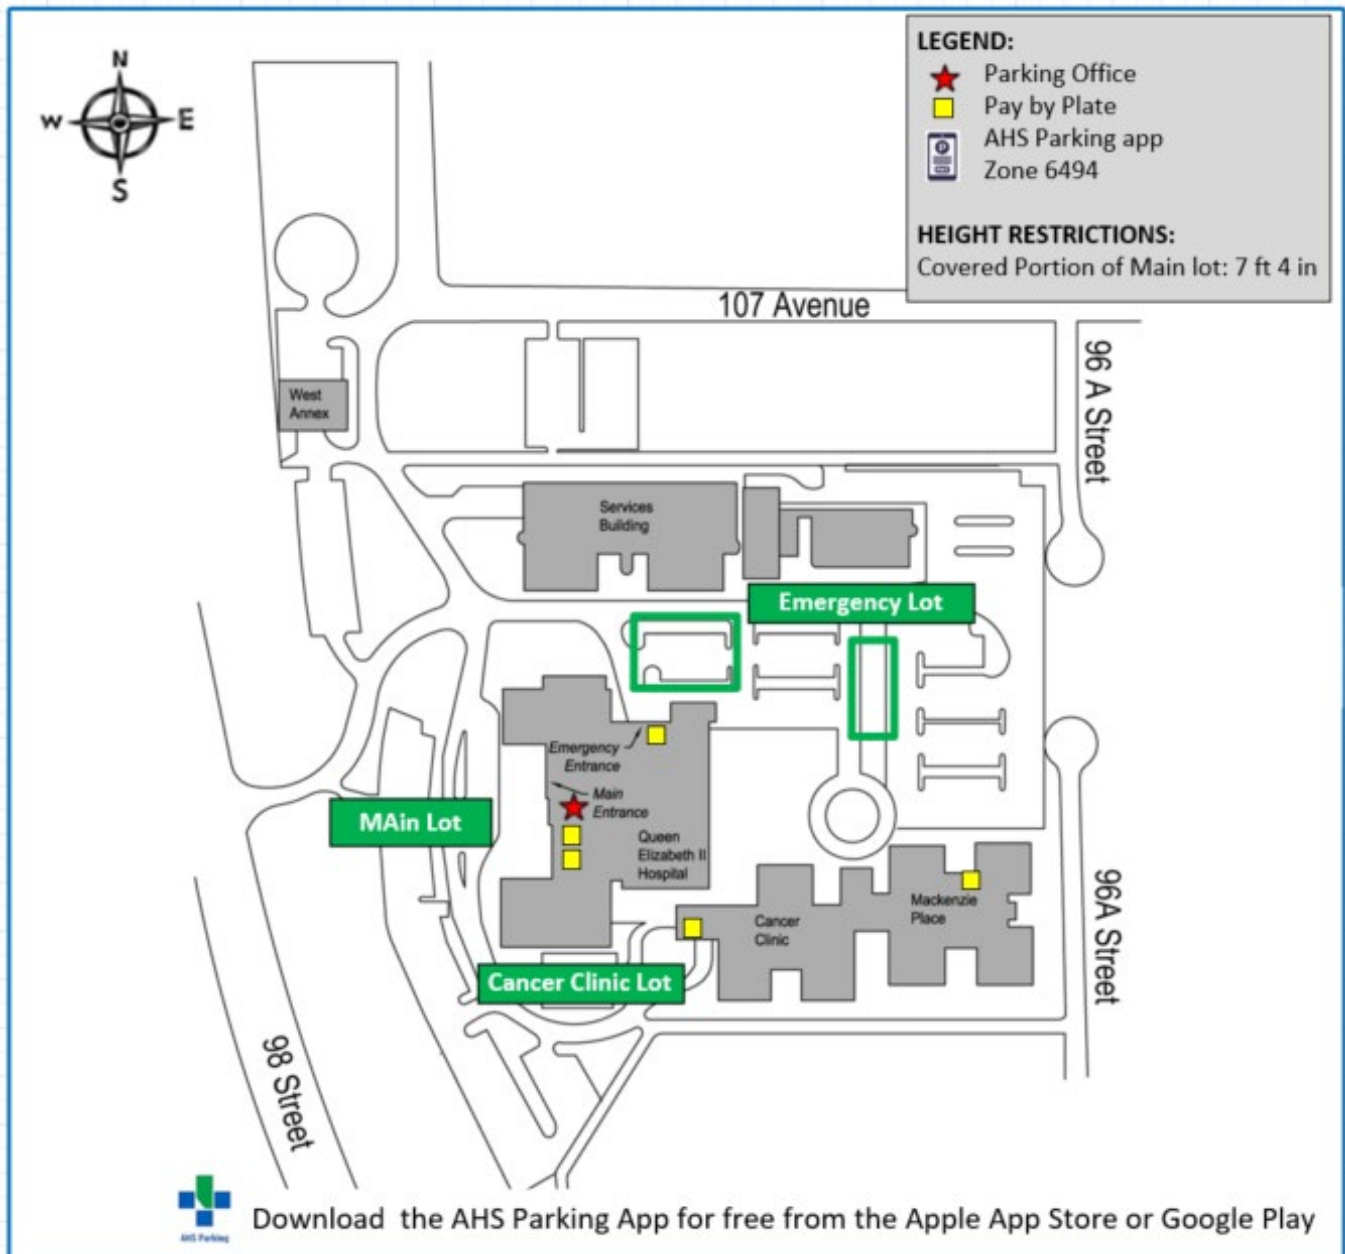 N
W
E
S
LEGEND:
Parking Office
Pay by Plate
AHS Parking app
Zone 6494
HEIGHT RESTRICTIONS:
Covered Portion of Main lot: 7 ft 4 in
107 Avenue
96 A Street
West
Annex
Services
Building
Emergency Lot
Emergency
Entrance
Main
Entrance
MAin Lot
Queen
Elizabeth II
Hospital
Mackenzie
Place
Cancer
Clinic
96A Street
Cancer Clinic Lot
98 Street
AHS Parking
Download the AHS Parking App for free from the Apple App Store or Google Play